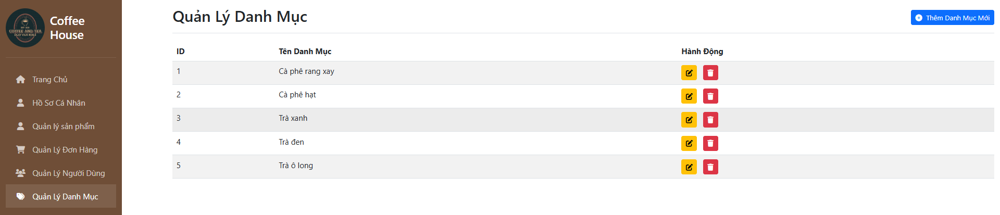 COFFEE AND TEA
ENJOY YOUR WORLD
Coffee
House
Trang Chủ
Hồ Sơ Cá Nhân
Quản lý sản phẩm
Quản Lý Đơn Hàng
Quản Lý Người Dùng
Quản Lý Danh Mục
Quản Lý Danh Mục
Thêm Danh Mục Mới
ID Tên Danh Mục Hành Động
1 Cà phê rang xay
2 Cà phê hạt
3 Trà xanh
4 Trà đen
5 Trà ô long